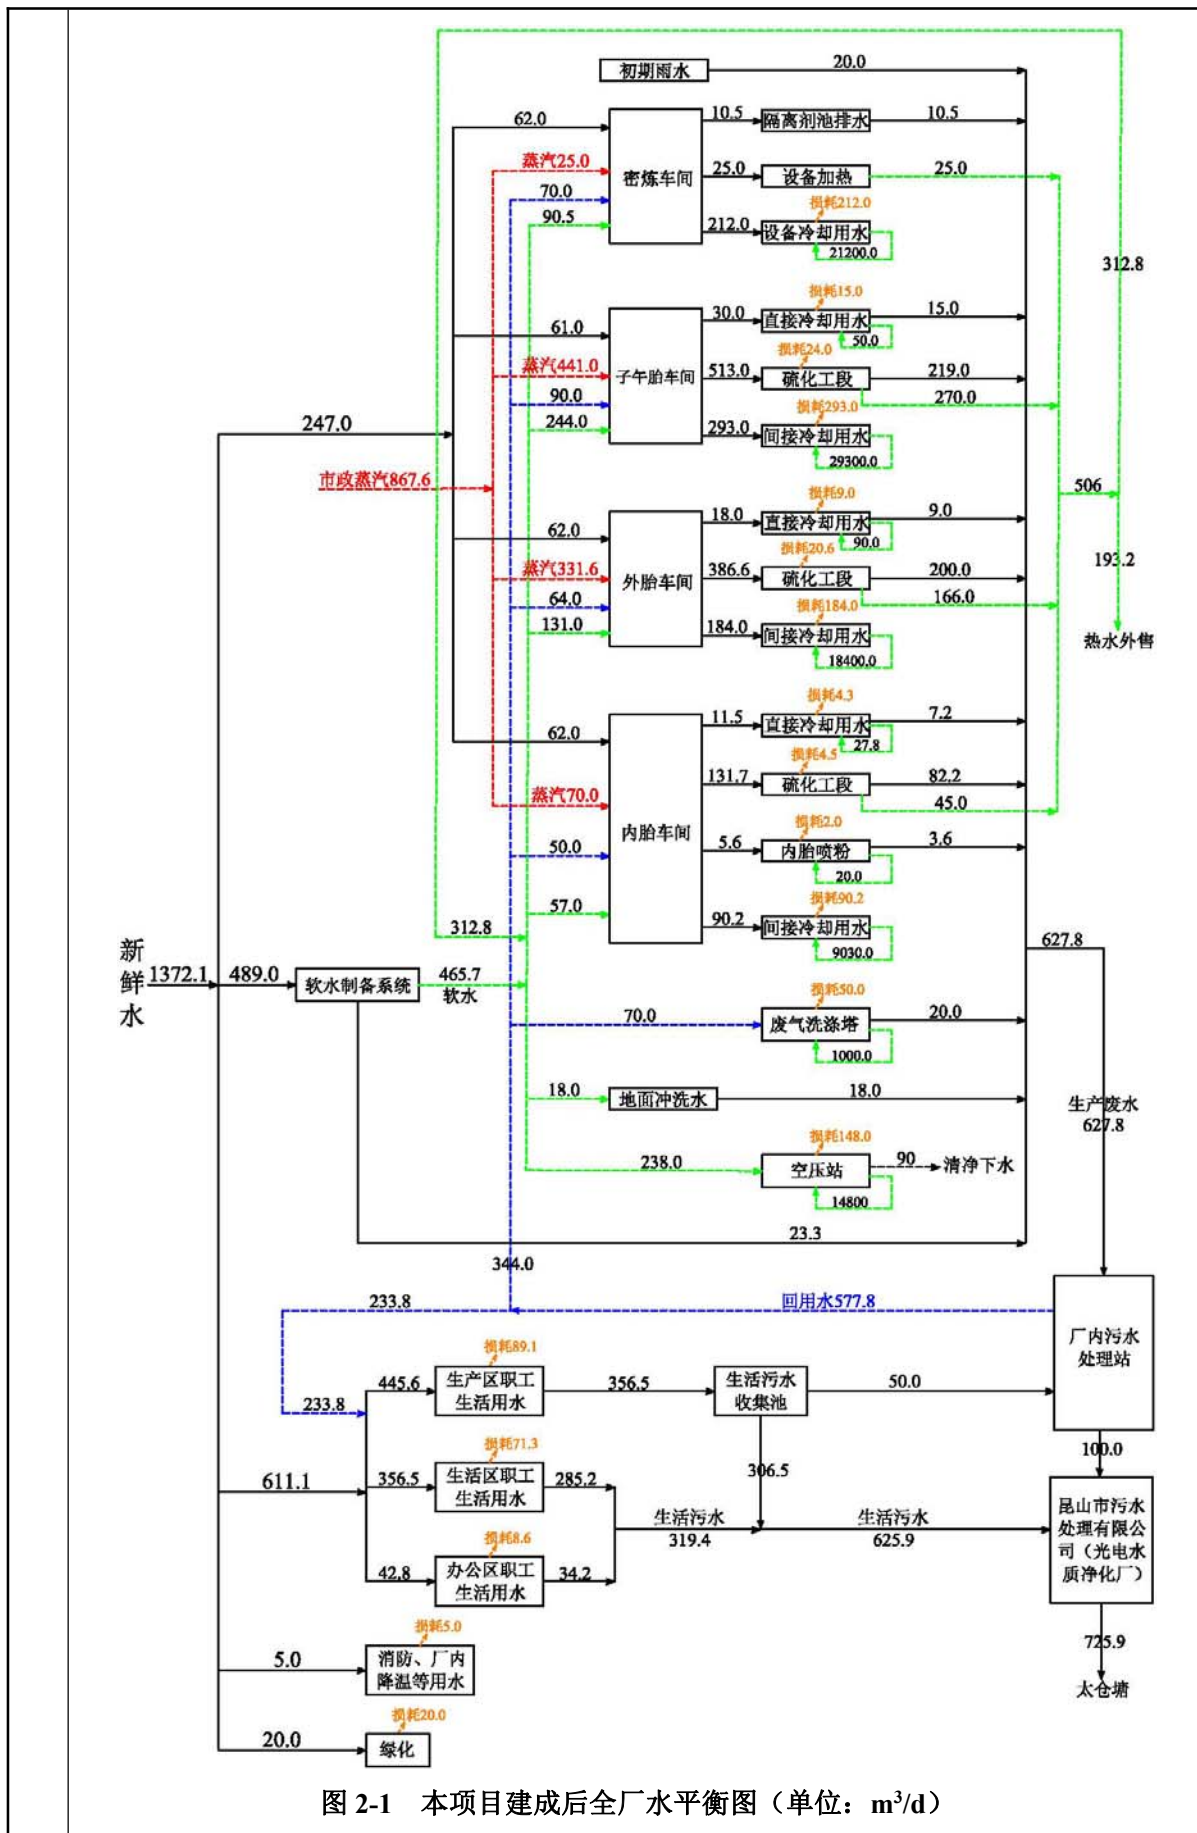 初期雨水
20.0
62.0
蒸汽25.0
70.0
90.5
密炼车间
10.5
隔离剂池排水
10.5
25.0
设备加热
25.0
损耗212.0
212.0
设备冷却用水
21200.0
312.8
61.0
蒸汽441.0
90.0
244.0
子午胎车间
损耗15.0
30.0
直接冷却用水
15.0
50.0
损耗24.0
513.0
硫化工段
219.0
270.0
损耗293.0
293.0
间接冷却用水
29300.0
247.0
市政蒸汽867.6
506
193.2
热水外售
62.0
蒸汽331.6
64.0
131.0
外胎车间
损耗9.0
18.0
直接冷却用水
9.0
90.0
损耗20.6
386.6
硫化工段
200.0
166.0
损耗184.0
184.0
间接冷却用水
18400.0
62.0
蒸汽70.0
50.0
57.0
内胎车间
损耗4.3
11.5
直接冷却用水
7.2
27.8
损耗4.5
131.7
硫化工段
82.2
45.0
损耗2.0
5.6
内胎喷粉
3.6
20.0
损耗90.2
90.2
间接冷却用水
9030.0
312.8
627.8
新
鲜
水
1372.1
489.0
软水制备系统
465.7
软水
70.0
损耗50.0
废气洗涤塔
20.0
1000.0
18.0
地面冲洗水
18.0
生产废水
627.8
238.0
损耗148.0
空压站
90
清净下水
14800
23.3
344.0
233.8
回用水577.8
厂内污水
处理站
损耗89.1
445.6
生产区职工
生活用水
356.5
生活污水
收集池
50.0
233.8
100.0
损耗71.3
611.1
356.5
生活区职工
生活用水
285.2
306.5
生活污水
319.4
生活污水
625.9
昆山市污水
处理有限公
司（光电水
质净化厂）
损耗8.6
42.8
办公区职工
生活用水
34.2
725.9
太仓塘
损耗5.0
5.0
消防、厂内
降温等用水
损耗20.0
20.0
绿化
图 2-1 本项目建成后全厂水平衡图（单位：m³/d）